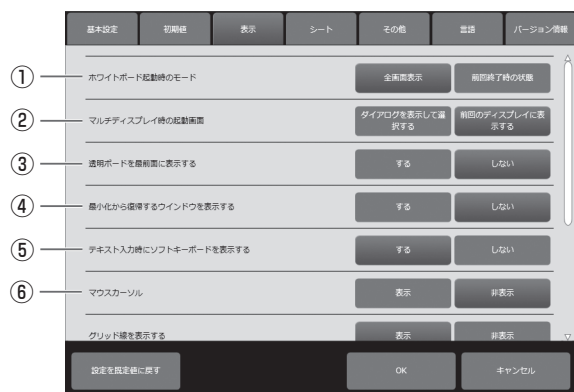 基本設定 初期値 表示 シート その他 言語 バージョン情報
① ホワイトボード起動時のモード 全画面表示 前回終了時の状態
② マルチディスプレイ時の起動画面 ダイアログを表示して選択する 前回のディスプレイに表示する
③ 透明ボードを最前面に表示する する しない
④ 最小化から復帰するウインドウを表示する する しない
⑤ テキスト入力時にソフトキーボードを表示する する しない
⑥ マウスカーソル 表示 非表示
グリッド線を表示する 表示 非表示
設定を既定値に戻す OK キャンセル